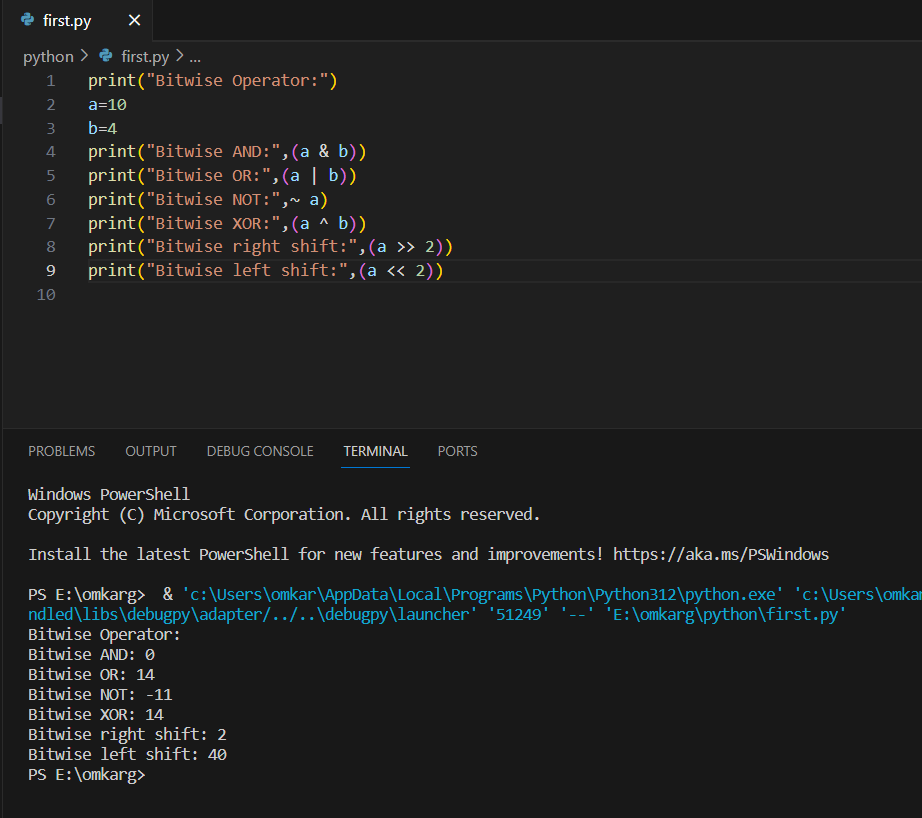 first.py ×
python > first.py > ...
1 print("Bitwise Operator:")
2 a=10
3 b=4
4 print("Bitwise AND:",(a & b))
5 print("Bitwise OR:",(a | b))
6 print("Bitwise NOT:",~ a)
7 print("Bitwise XOR:",(a ^ b))
8 print("Bitwise right shift:",(a >> 2))
9 print("Bitwise left shift:",(a << 2))
10
PROBLEMS OUTPUT DEBUG CONSOLE TERMINAL PORTS
Windows PowerShell
Copyright (C) Microsoft Corporation. All rights reserved.
Install the latest PowerShell for new features and improvements! https://aka.ms/PSWindows
PS E:\omkarg>  & 'c:\Users\omkar\AppData\Local\Programs\Python\Python312\python.exe' 'c:\Users\omkar
ndled\libs\debugpy\adapter/../..\debugpy\launcher' '51249' '--' 'E:\omkarg\python\first.py'
Bitwise Operator:
Bitwise AND: 0
Bitwise OR: 14
Bitwise NOT: -11
Bitwise XOR: 14
Bitwise right shift: 2
Bitwise left shift: 40
PS E:\omkarg>